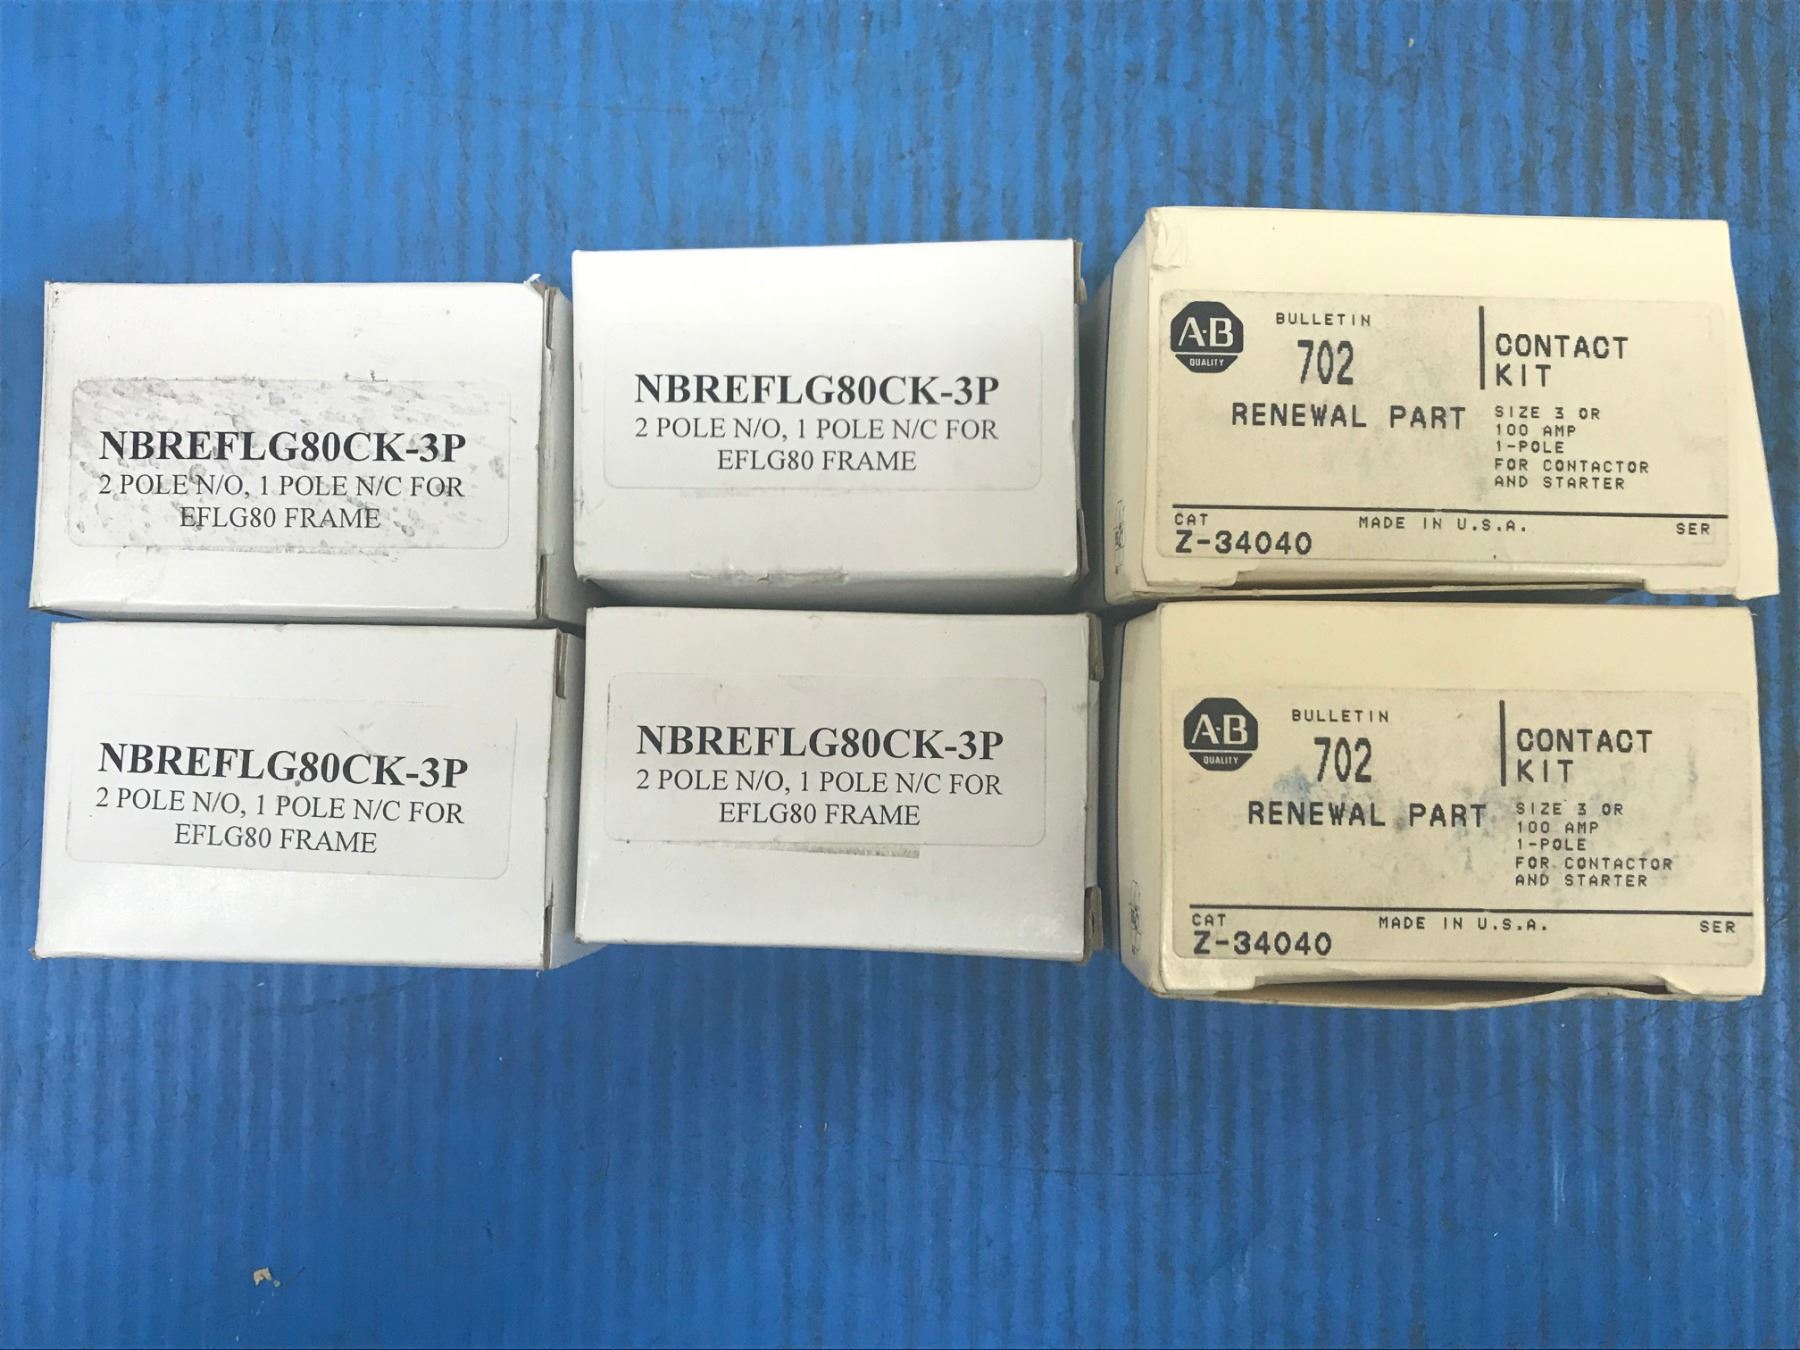 NBREFLG80CK-3P
2 POLE N/O, 1 POLE N/C FOR
EFLG80 FRAME
NBREFLG80CK-3P
2 POLE N/O, 1 POLE N/C FOR
EFLG80 FRAME
A-B
QUALITY
BULLETIN
702
RENEWAL PART
CONTACT
KIT
SIZE 3 OR
100 AMP
1-POLE
FOR CONTACTOR
AND STARTER
CAT
Z-34040
MADE IN U.S.A.
SER
NBREFLG80CK-3P
2 POLE N/O, 1 POLE N/C FOR
EFLG80 FRAME
NBREFLG80CK-3P
2 POLE N/O, 1 POLE N/C FOR
EFLG80 FRAME
A-B
QUALITY
BULLETIN
702
RENEWAL PART
CONTACT
KIT
SIZE 3 OR
100 AMP
1-POLE
FOR CONTACTOR
AND STARTER
CAT
Z-34040
MADE IN U.S.A.
SER